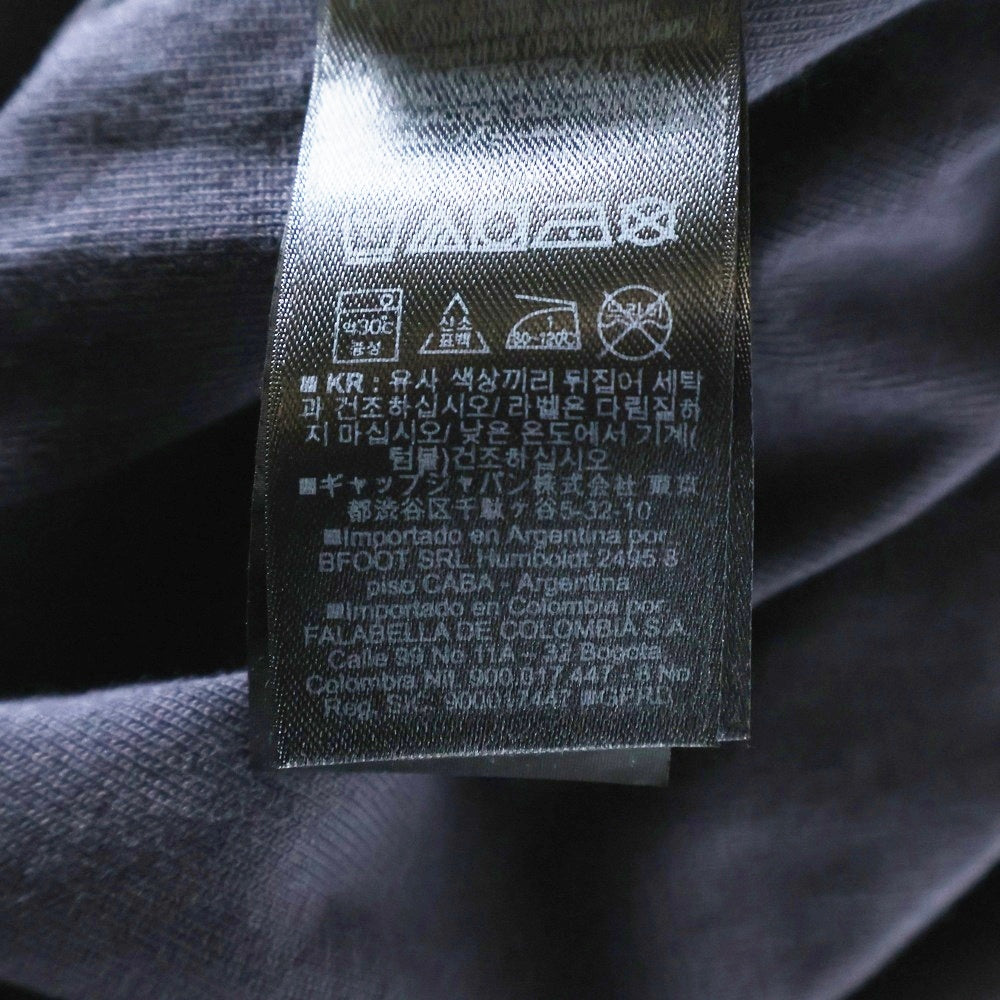 약30℃
중성
산소
표백
1
80~120℃
드라이
■ KR : 유사 색상끼리 뒤집어 세탁
과 건조하십시오/ 라벨은 다림질하
지 마십시오/ 낮은 온도에서 기계(
텀블)건조하십시오
■ギャップジャパン株式会社 東京
都渋谷区千駄ヶ谷5-32-10
■Importado en Argentina por
BFOOT SRL Humboldt 2495 8
piso CABA - Argentina
■Importado en Colombia por
FALABELLA DE COLOMBIA S.A
Calle 99 No 11A - 32 Bogota,
Colombia Nit. 900.017.447 - 8 No
Reg. SIC. 900017447